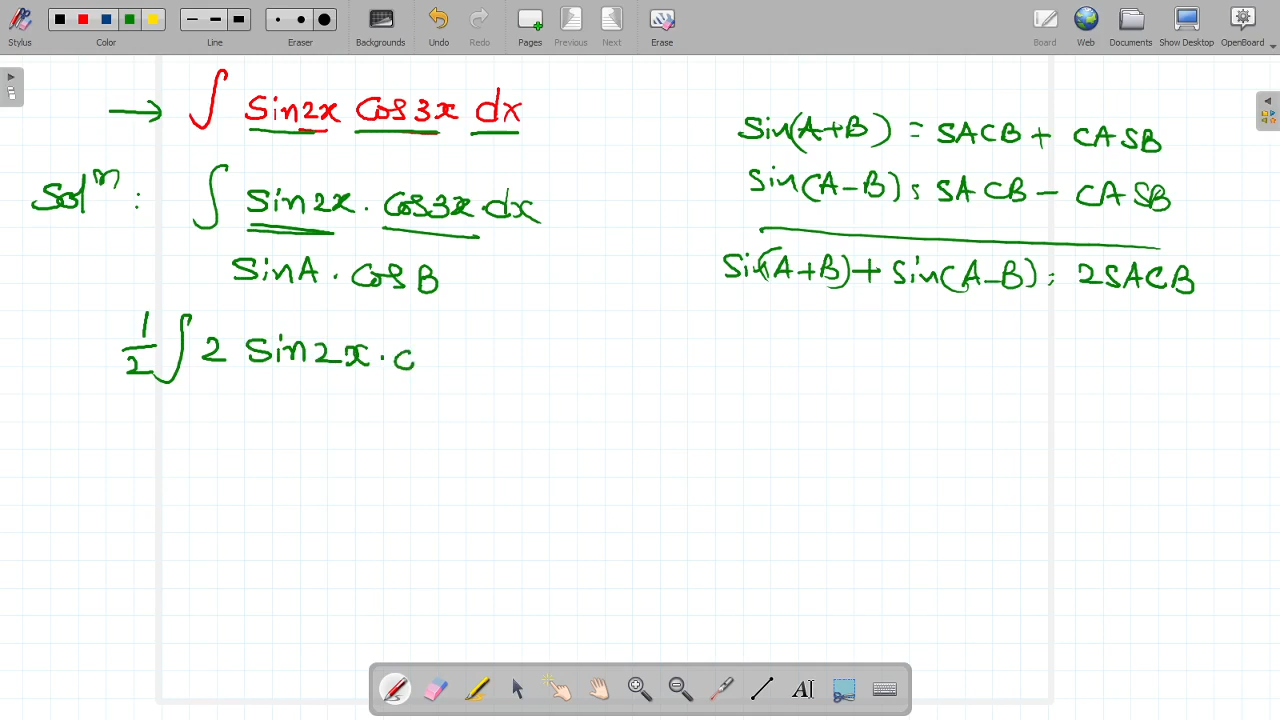 Stylus Color Line Eraser Backgrounds Undo Redo Pages Previous Next Erase Board Web Documents Show Desktop OpenBoard
→ ∫ Sin2x Cos3x dx
Solⁿ: ∫ Sin2x · cos3x · dx
SinA · cosB
1/2 ∫ 2 Sin2x · c
Sin(A+B) = SACB + CASB
Sin(A-B) = SACB - CASB
Sin(A+B) + Sin(A-B) = 2SACB